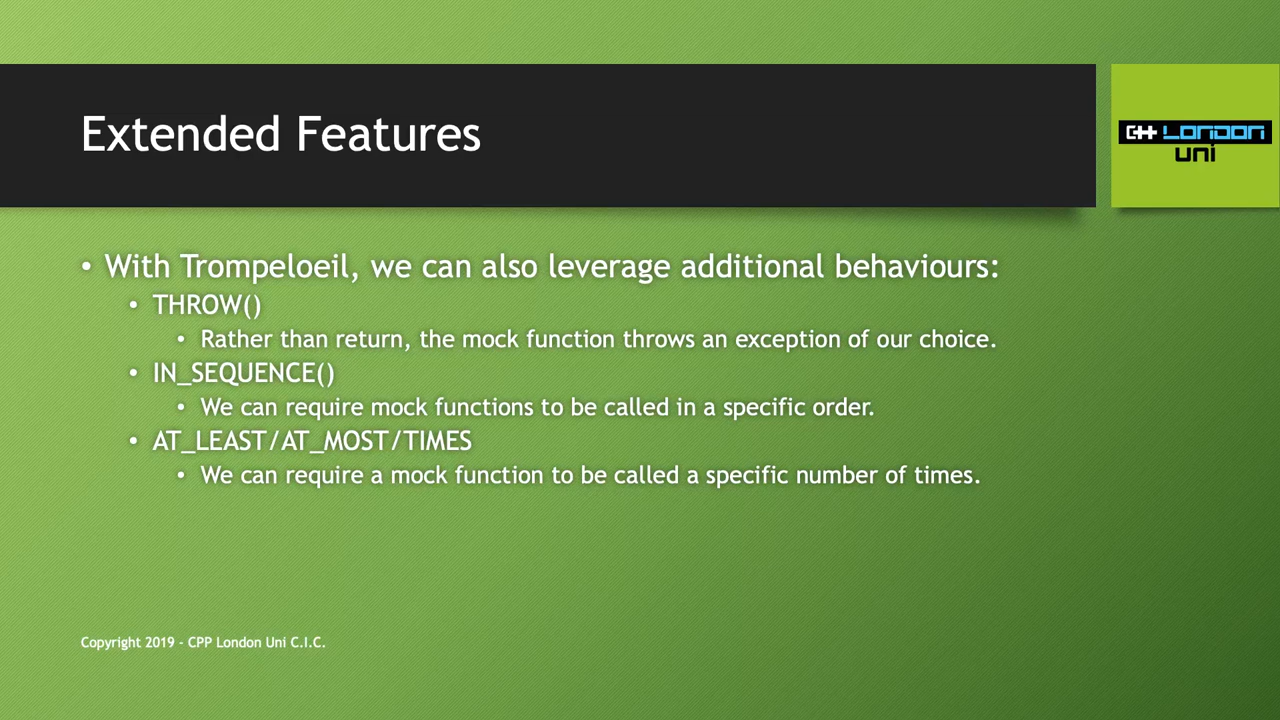 Extended Features
C++ London
uni
• With Trompeloeil, we can also leverage additional behaviours:
• THROW()
• Rather than return, the mock function throws an exception of our choice.
• IN_SEQUENCE()
• We can require mock functions to be called in a specific order.
• AT_LEAST/AT_MOST/TIMES
• We can require a mock function to be called a specific number of times.
Copyright 2019 - CPP London Uni C.I.C.